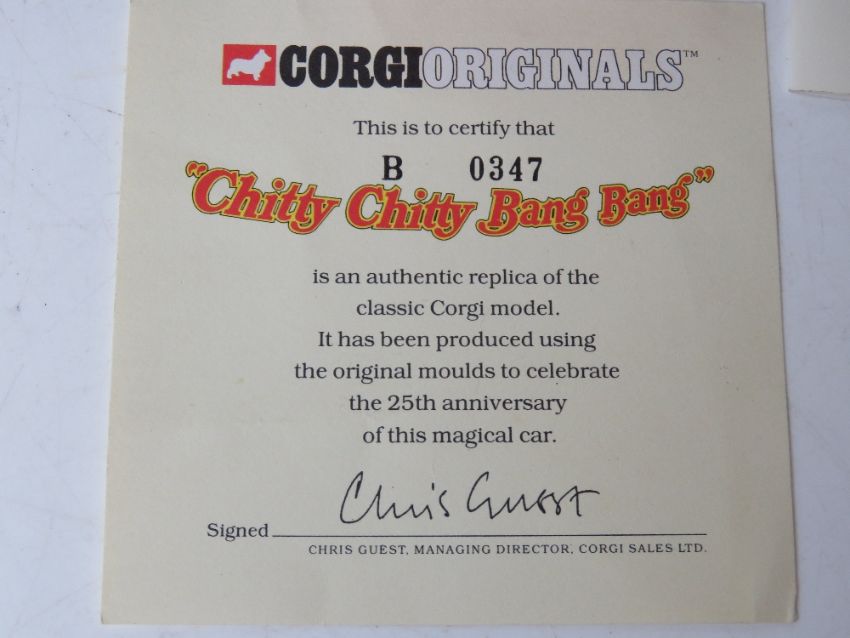 CORGIORIGINALS™
This is to certify that
B 0347
"Chitty Chitty Bang Bang"
is an authentic replica of the
classic Corgi model.
It has been produced using
the original moulds to celebrate
the 25th anniversary
of this magical car.
Chris Guest
Signed
CHRIS GUEST, MANAGING DIRECTOR, CORGI SALES LTD.